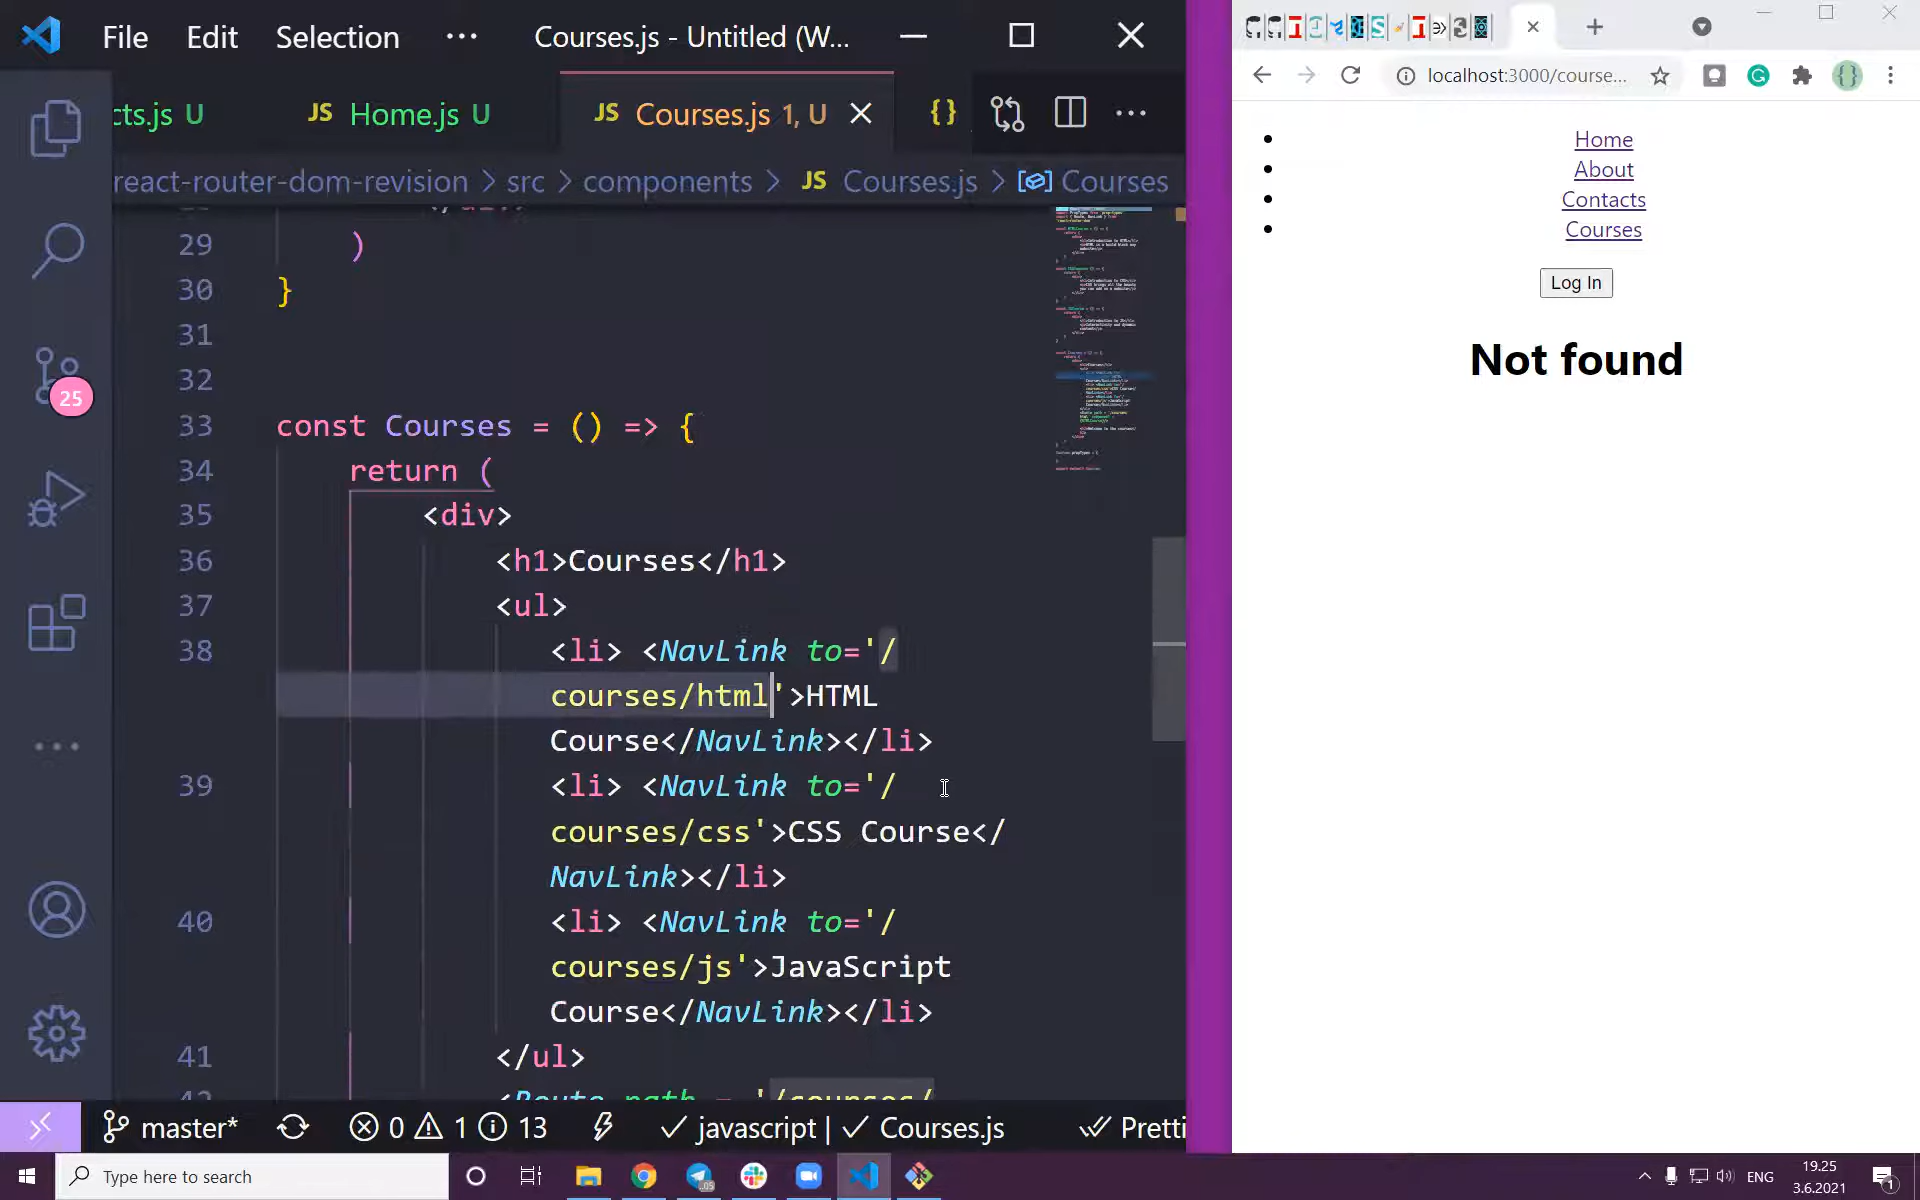 File Edit Selection ··· Courses.js - Untitled (W...
cts.js U JS Home.js U JS Courses.js 1, U {}
react-router-dom-revision > src > components > JS Courses.js > Courses
29 )
30 }
31
32
33 const Courses = () => {
34 return (
35 <div>
36 <h1>Courses</h1>
37 <ul>
38 <li> <NavLink to='/
courses/html'>HTML
Course</NavLink></li>
39 <li> <NavLink to='/
courses/css'>CSS Course</
NavLink></li>
40 <li> <NavLink to='/
courses/js'>JavaScript
Course</NavLink></li>
41 </ul>
42 <Route path = '/courses/
25
master* 0 1 13 javascript | Courses.js Pretti
localhost:3000/course...
Home
About
Contacts
Courses
Log In
Not found
Type here to search
ENG
19.25
3.6.2021
1